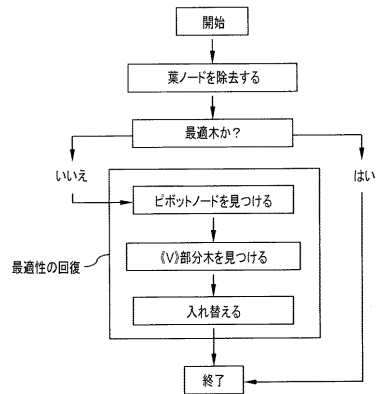 開始
葉ノードを除去する
最適木か？
いいえ
はい
ピボットノードを見つける
《V》部分木を見つける
最適性の回復
入れ替える
終了